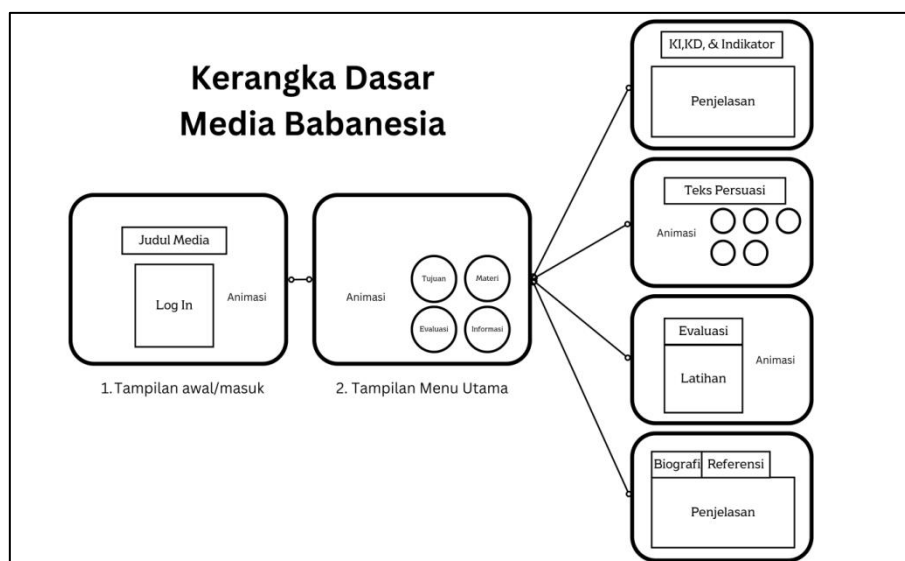 Kerangka Dasar
Media Babanesia
Judul Media
Log In
Animasi
1. Tampilan awal/masuk
Animasi
Tujuan
Materi
Evaluasi
Informasi
2. Tampilan Menu Utama
KI,KD, & Indikator
Penjelasan
Teks Persuasi
Animasi
Evaluasi
Latihan
Animasi
Biografi
Referensi
Penjelasan